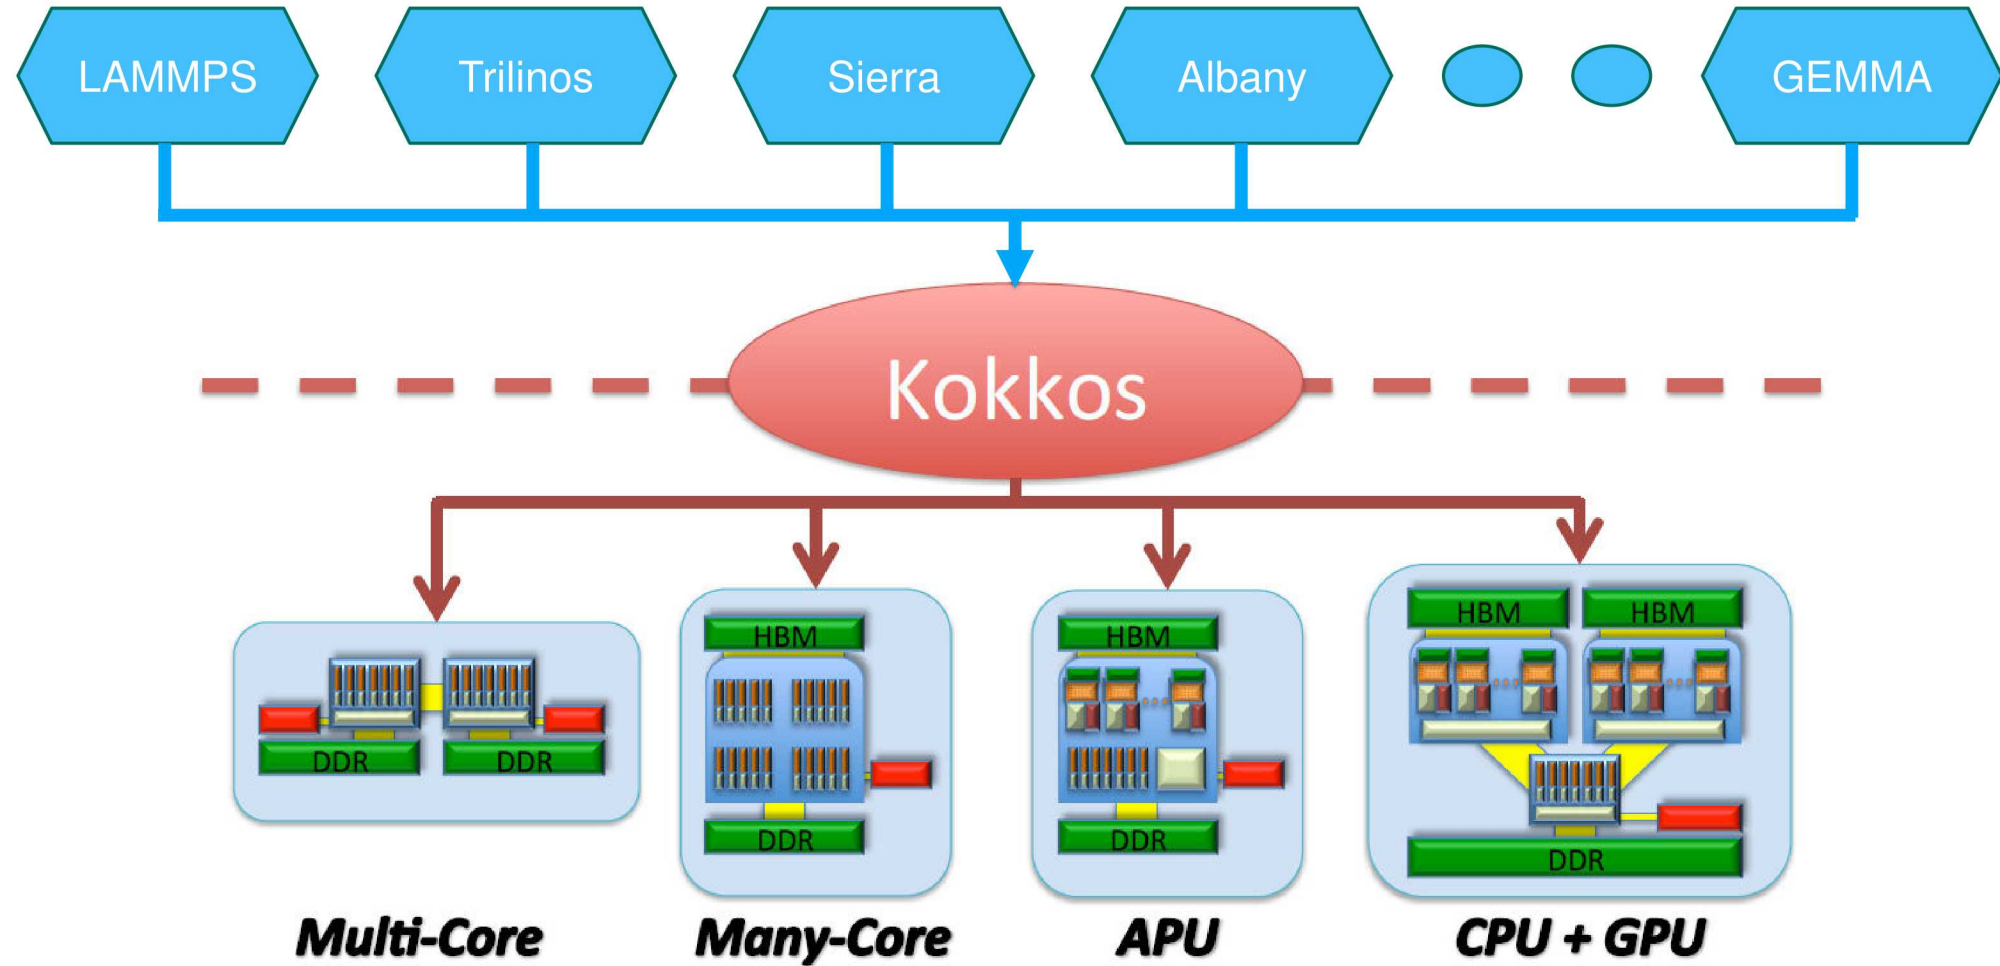 LAMMPS
Trilinos
Sierra
Albany
GEMMA
Kokkos
HBM
HBM
HBM
HBM
DDR
DDR
DDR
DDR
DDR
Multi-Core
Many-Core
APU
CPU + GPU